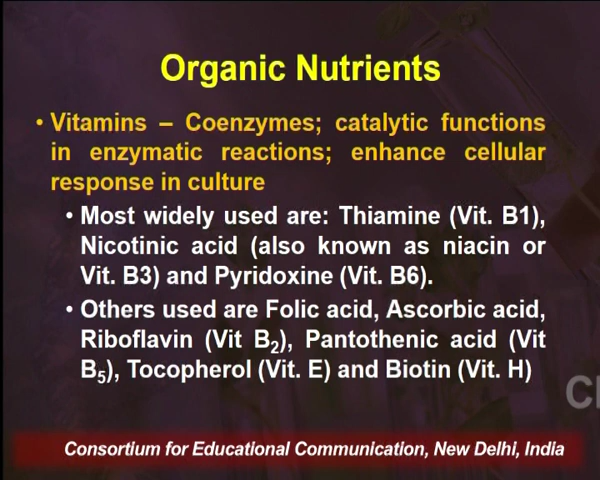 Organic Nutrients
• Vitamins – Coenzymes; catalytic functions
in enzymatic reactions; enhance cellular
response in culture
• Most widely used are: Thiamine (Vit. B1),
Nicotinic acid (also known as niacin or
Vit. B3) and Pyridoxine (Vit. B6).
• Others used are Folic acid, Ascorbic acid,
Riboflavin (Vit B₂), Pantothenic acid (Vit
B₅), Tocopherol (Vit. E) and Biotin (Vit. H)
Consortium for Educational Communication, New Delhi, India